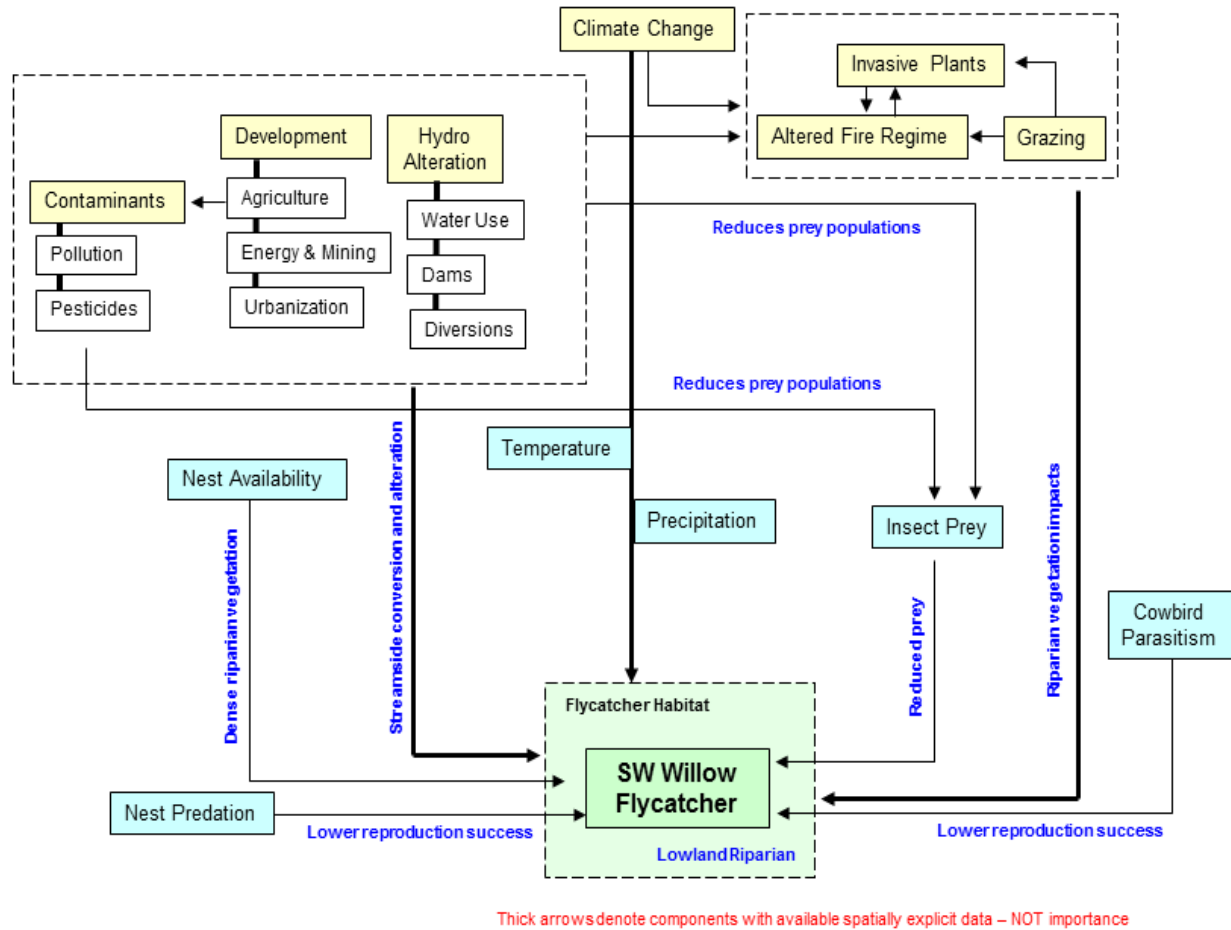 Climate Change
Invasive Plants
Altered Fire Regime
Grazing
Development
Agriculture
Energy & Mining
Urbanization
Hydro
Alteration
Water Use
Dams
Diversions
Contaminants
Pollution
Pesticides
Reduces prey populations
Reduces prey populations
Temperature
Precipitation
Nest Availability
Insect Prey
Cowbird
Parasitism
Dense riparian vegetation
Streamside conversion and alteration
Reduced prey
Riparian vegetation impacts
Flycatcher Habitat
SW Willow
Flycatcher
Lowland Riparian
Nest Predation
Lower reproduction success
Lower reproduction success
Thick arrows denote components with available spatially explicit data – NOT importance